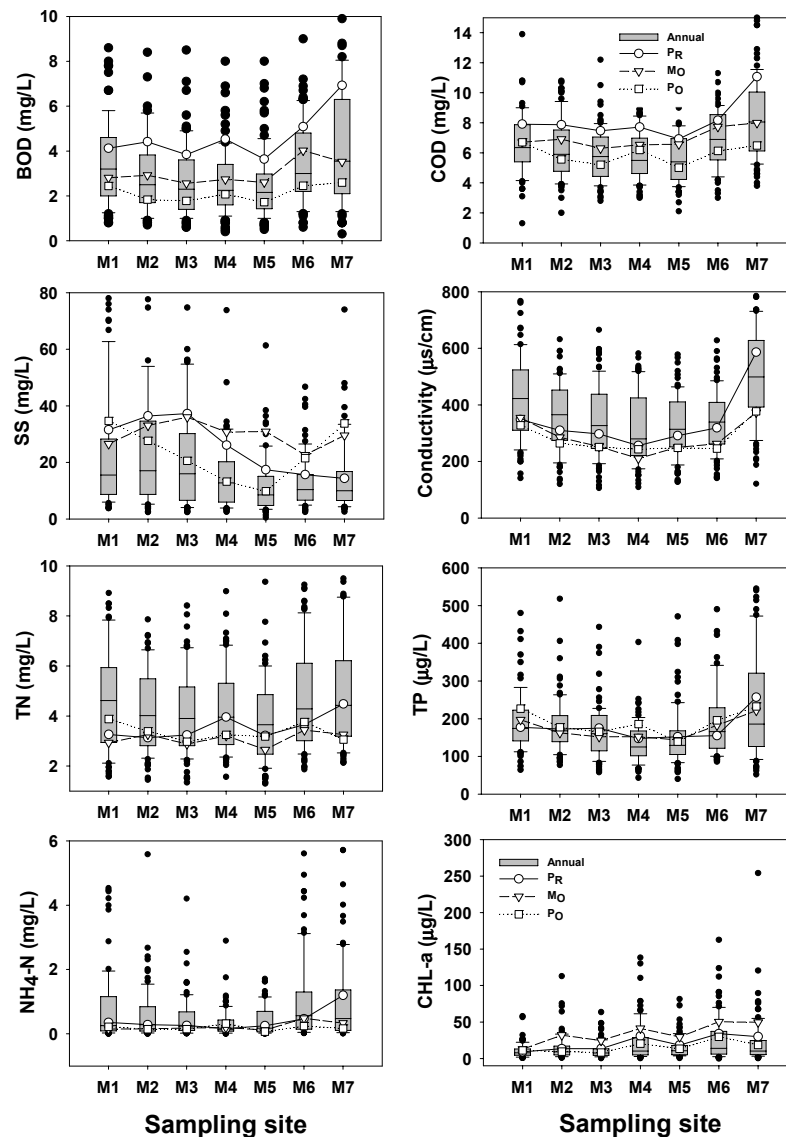 BOD (mg/L)
10
8
6
4
2
0
M1 M2 M3 M4 M5 M6 M7
COD (mg/L)
14
12
10
8
6
4
2
0
Annual
PR
MO
PO
M1 M2 M3 M4 M5 M6 M7
SS (mg/L)
80
60
40
20
0
M1 M2 M3 M4 M5 M6 M7
Conductivity (µs/cm)
800
600
400
200
0
M1 M2 M3 M4 M5 M6 M7
TN (mg/L)
10
8
6
4
2
M1 M2 M3 M4 M5 M6 M7
TP (µg/L)
600
500
400
300
200
100
0
M1 M2 M3 M4 M5 M6 M7
NH4-N (mg/L)
6
4
2
0
M1 M2 M3 M4 M5 M6 M7
Sampling site
CHL-a (µg/L)
300
250
200
150
100
50
0
Annual
PR
MO
PO
M1 M2 M3 M4 M5 M6 M7
Sampling site